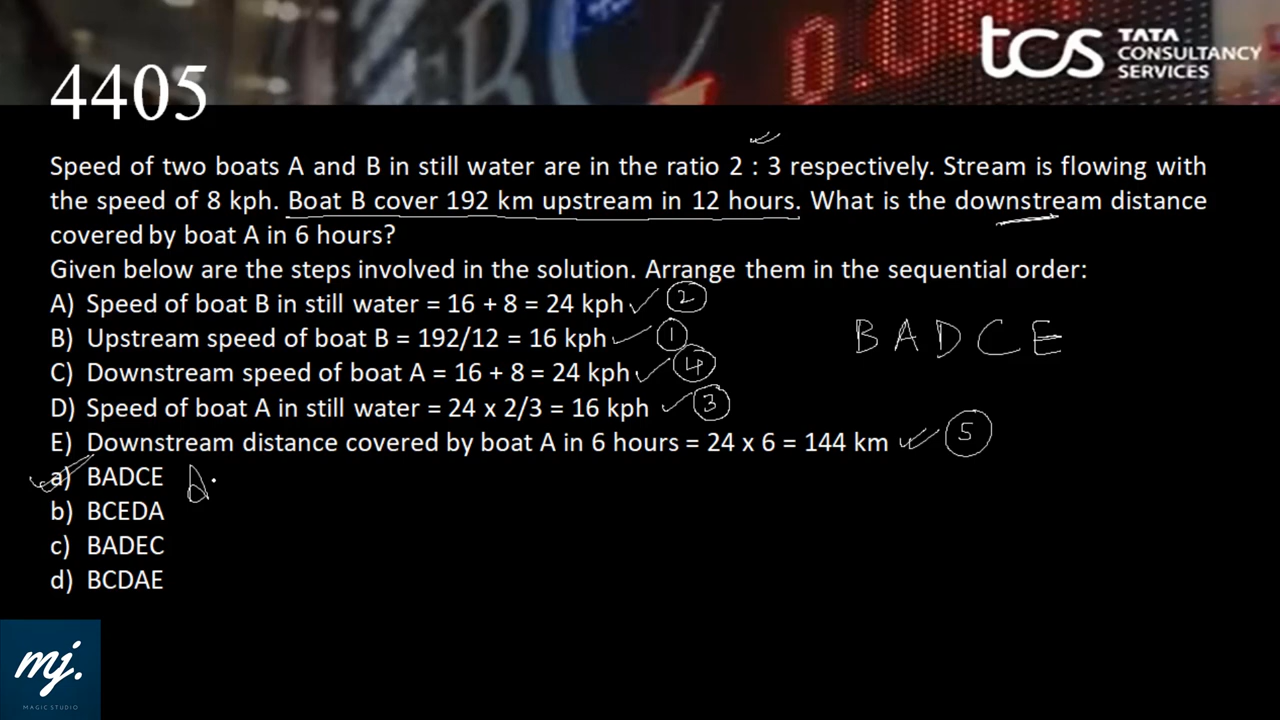 tcs TATA
CONSULTANCY
SERVICES
4405
Speed of two boats A and B in still water are in the ratio 2 : 3 respectively. Stream is flowing with
the speed of 8 kph. Boat B cover 192 km upstream in 12 hours. What is the downstream distance
covered by boat A in 6 hours?
Given below are the steps involved in the solution. Arrange them in the sequential order:
A) Speed of boat B in still water = 16 + 8 = 24 kph 2
B) Upstream speed of boat B = 192/12 = 16 kph 1
BADCE
C) Downstream speed of boat A = 16 + 8 = 24 kph 4
D) Speed of boat A in still water = 24 x 2/3 = 16 kph 3
E) Downstream distance covered by boat A in 6 hours = 24 x 6 = 144 km 5
a) BADCE
b) BCEDA
c) BADEC
d) BCDAE
mj.
MAGIC STUDIO